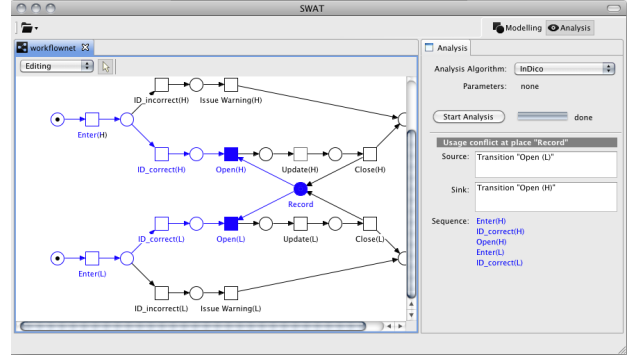 SWAT
Modelling Analysis
workflownet
Analysis
Editing
Analysis Algorithm: InDico
Parameters: none
Start Analysis done
Usage conflict at place "Record"
Source: Transition "Open (L)"
Sink: Transition "Open (H)"
Sequence: Enter(H)
ID_correct(H)
Open(H)
Enter(L)
ID_correct(L)
ID_incorrect(H) Issue Warning(H)
Enter(H)
ID_correct(H) Open(H) Update(H) Close(H)
Record
ID_correct(L) Open(L) Update(L) Close(L)
Enter(L)
ID_incorrect(L) Issue Warning(L)